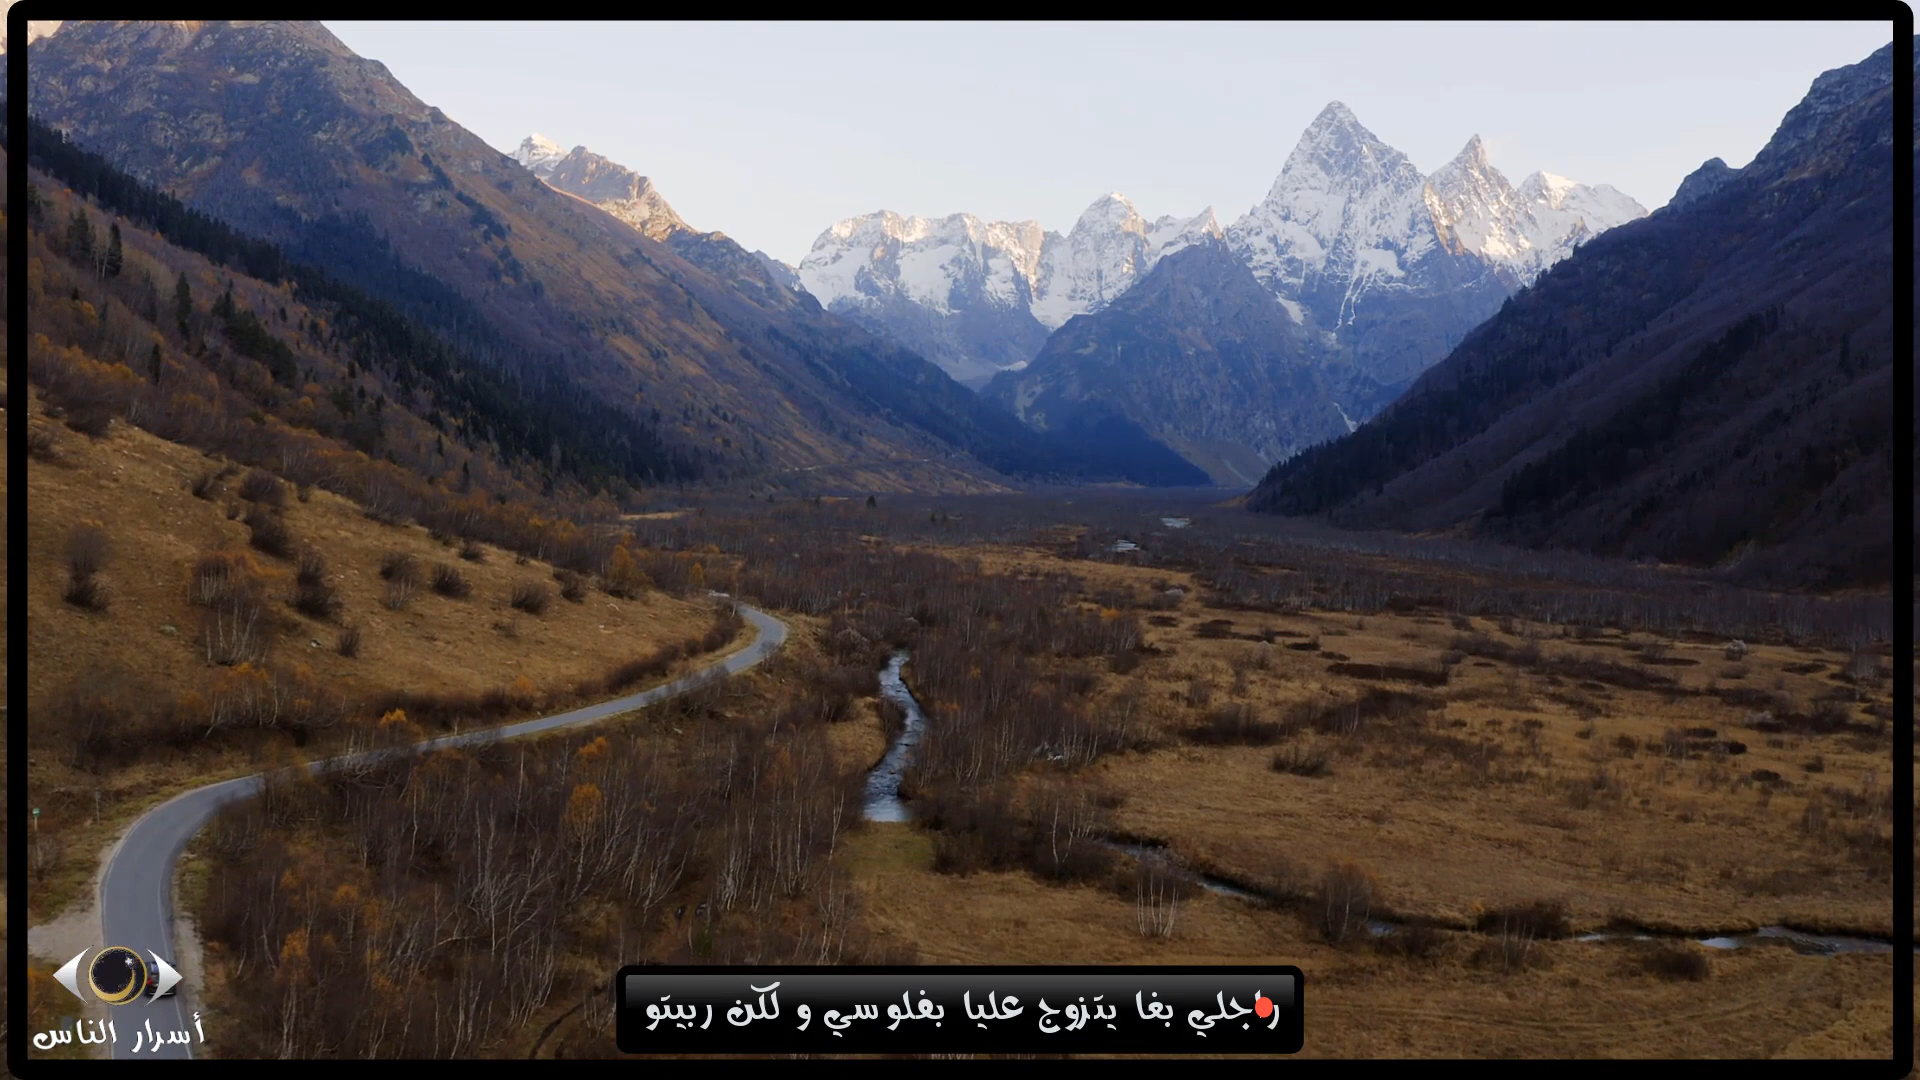 راجلي بغا يتزوج عليا بفلوسي و لكن ربيتو
أسرار الناس